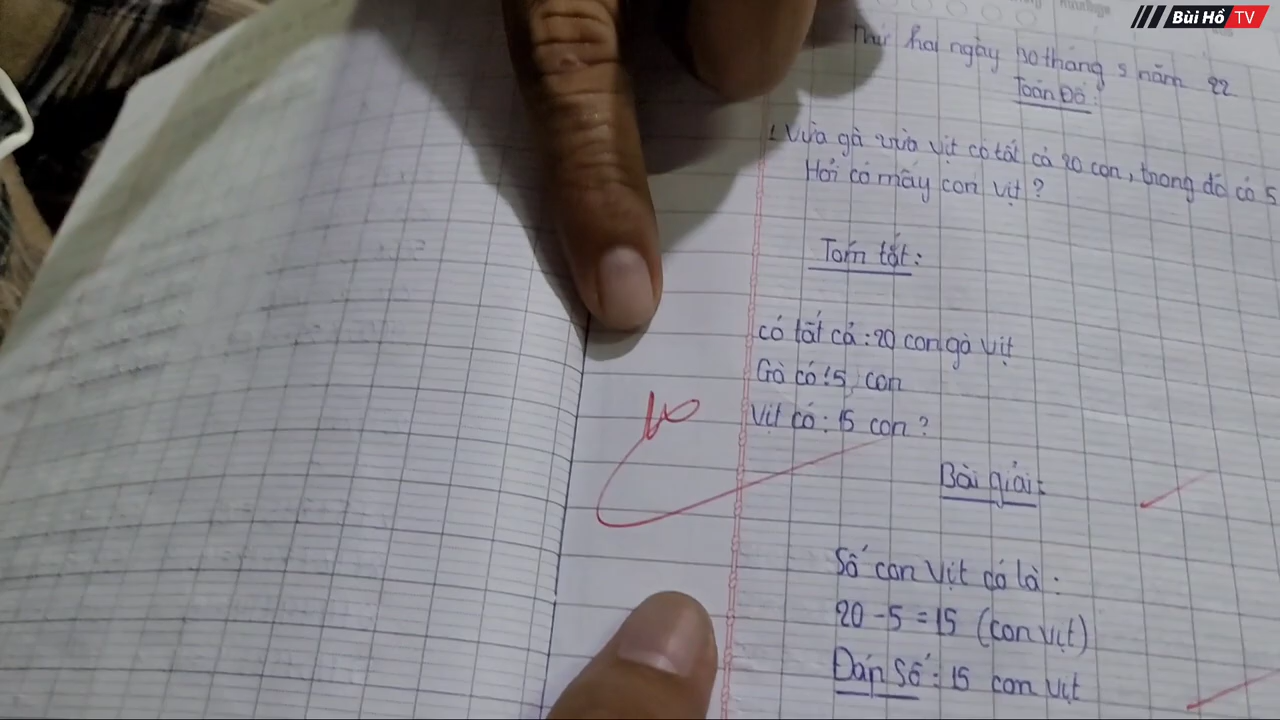 Bùi Hồ TV
Thứ hai ngày 30 tháng 5 năm 22
Toán Đố:
1 Vừa gà vừa vịt có tất cả 20 con, trong đó có 5
Hỏi có mấy con vịt?
Tóm tắt:
có tất cả: 20 con gà vịt
Gà có: 5 con
Vịt có: 15 con?
10
Bài giải:
Số con Vịt có là:
20 - 5 = 15 (con vịt)
Đán Số: 15 con vịt